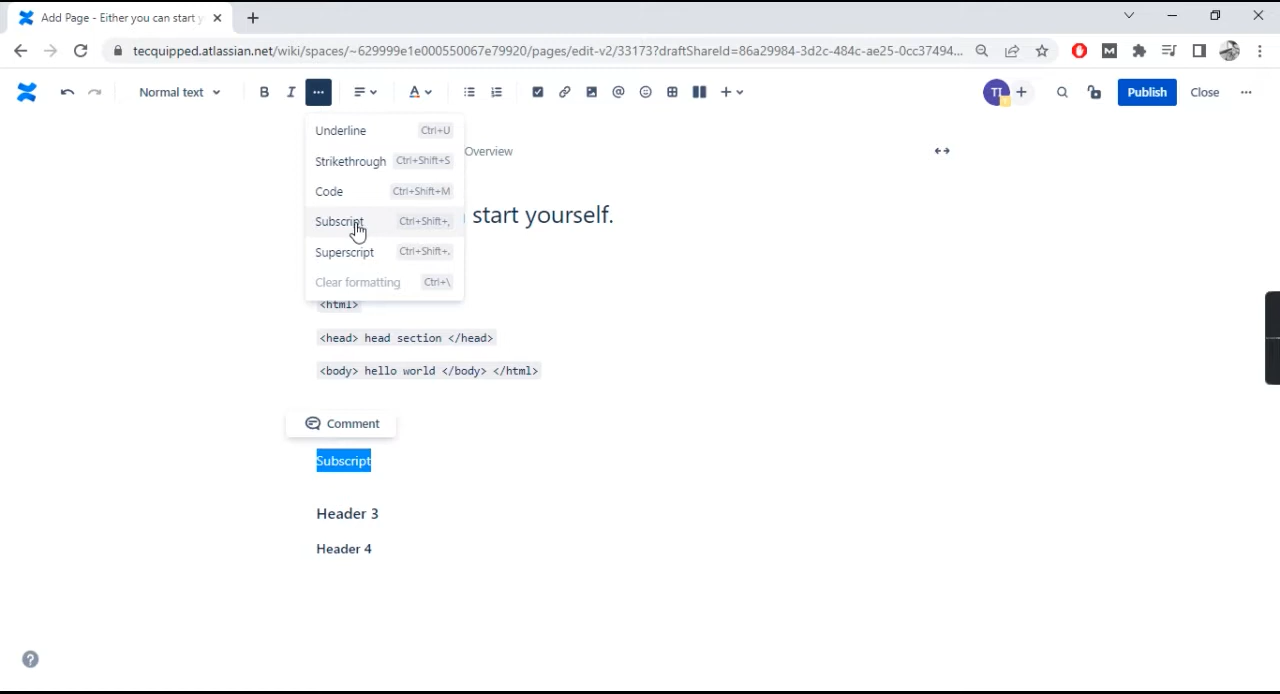 Add Page - Either you can start y
tecquipped.atlassian.net/wiki/spaces/~629999e1e000550067e79920/pages/edit-v2/33173?draftShareId=86a29984-3d2c-484c-ae25-0cc37494...
Normal text
B I A @ TI Publish Close
Underline Ctrl+U
Strikethrough Ctrl+Shift+S
Code Ctrl+Shift+M
Subscript Ctrl+Shift+,
Superscript Ctrl+Shift+.
Clear formatting Ctrl+\
Overview
start yourself.
<html>
<head> head section </head>
<body> hello world </body> </html>
Comment
Subscript
Header 3
Header 4